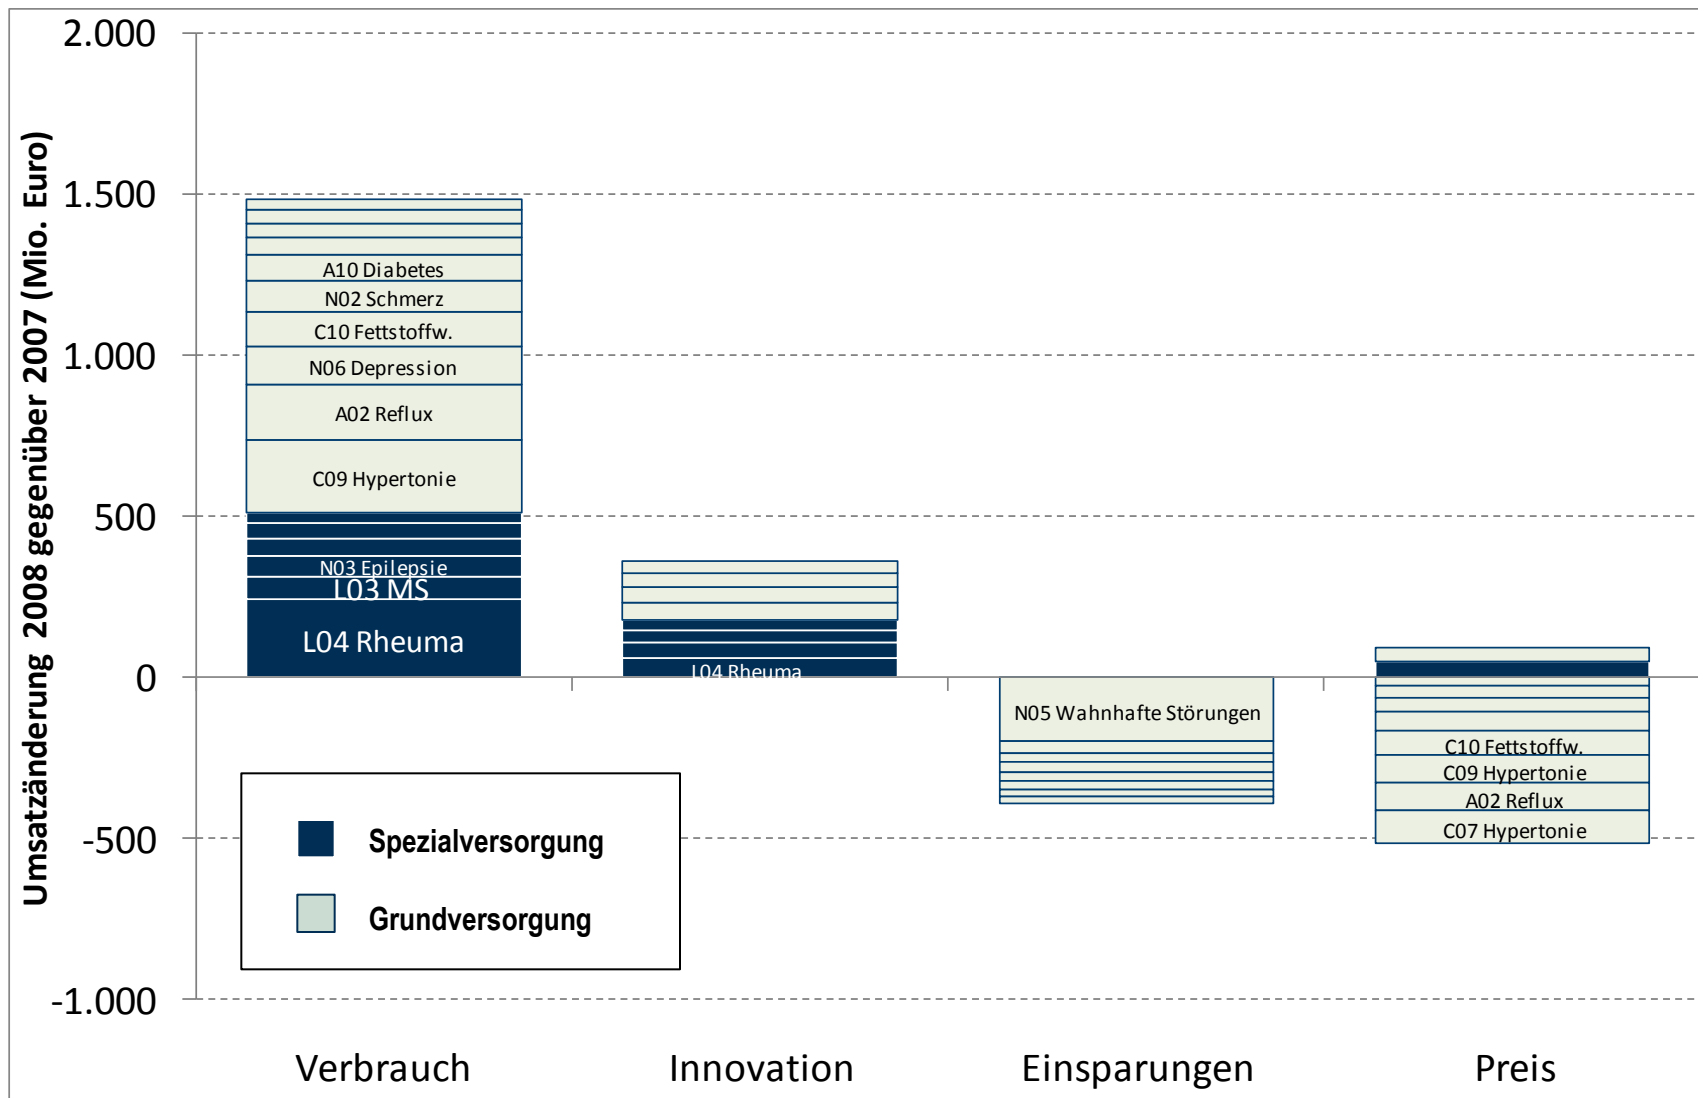 Umsatzänderung 2008 gegenüber 2007 (Mio. Euro)
2.000
1.500
1.000
500
0
-500
-1.000
A10 Diabetes
N02 Schmerz
C10 Fettstoffw.
N06 Depression
A02 Reflux
C09 Hypertonie
N03 Epilepsie
L03 MS
L04 Rheuma
L04 Rheuma
N05 Wahnhafte Störungen
C10 Fettstoffw.
C09 Hypertonie
A02 Reflux
C07 Hypertonie
Spezialversorgung
Grundversorgung
Verbrauch
Innovation
Einsparungen
Preis